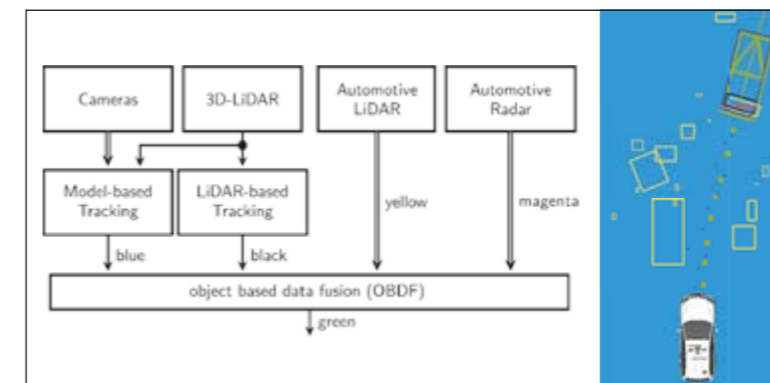 Cameras
3D-LiDAR
Automotive
LiDAR
Automotive
Radar
Model-based
Tracking
LiDAR-based
Tracking
yellow
magenta
blue
black
object based data fusion (OBDF)
green